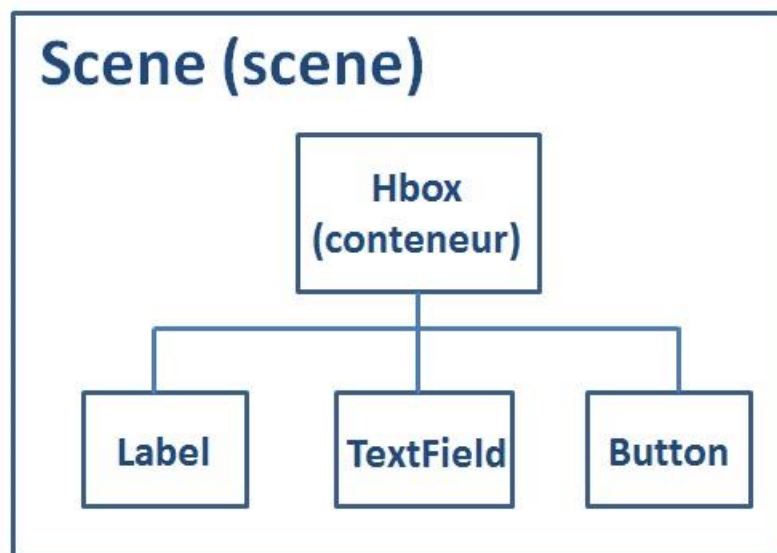 Scene (scene)
Hbox
(conteneur)
Label
TextField
Button